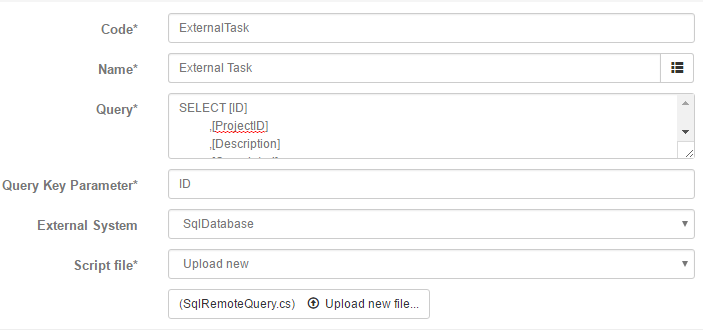 Code* ExternalTask
Name* External Task
Query* SELECT [ID]
,[ProjectID]
,[Description]
Query Key Parameter* ID
External System SqlDatabase
Script file* Upload new
(SqlRemoteQuery.cs) Upload new file...